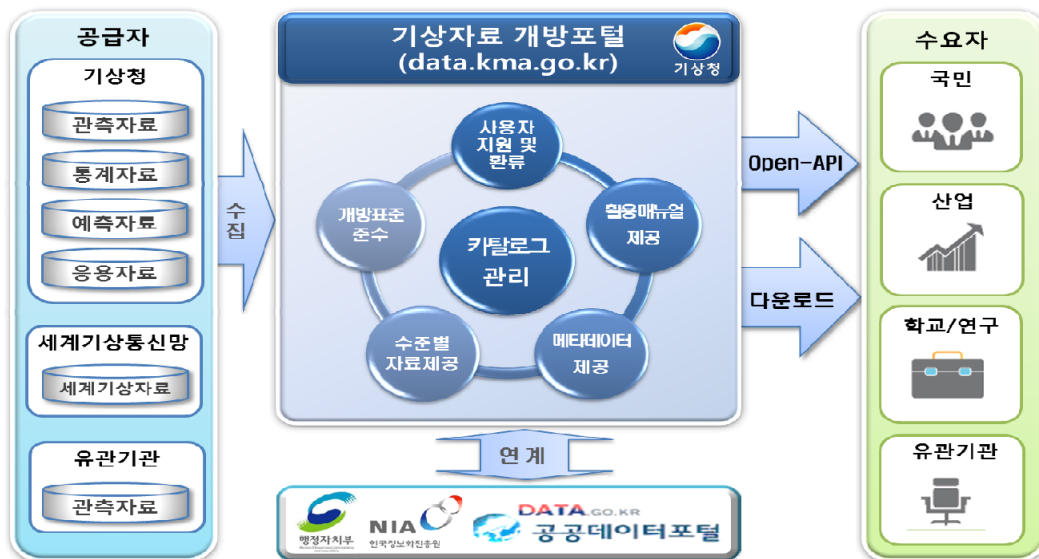 공급자
기상청
관측자료
통계자료
예측자료
응용자료
세계기상통신망
세계기상자료
유관기관
관측자료
수집
기상자료 개방포털
(data.kma.go.kr)
기상청
사용자
지원 및
환류
개방표준
준수
활용매뉴얼
제공
카탈로그
관리
수준별
자료제공
메타데이터
제공
연계
행정자치부
NIA
한국정보화진흥원
DATA.GO.KR
공공데이터포털
Open-API
다운로드
수요자
국민
산업
학교/연구
유관기관